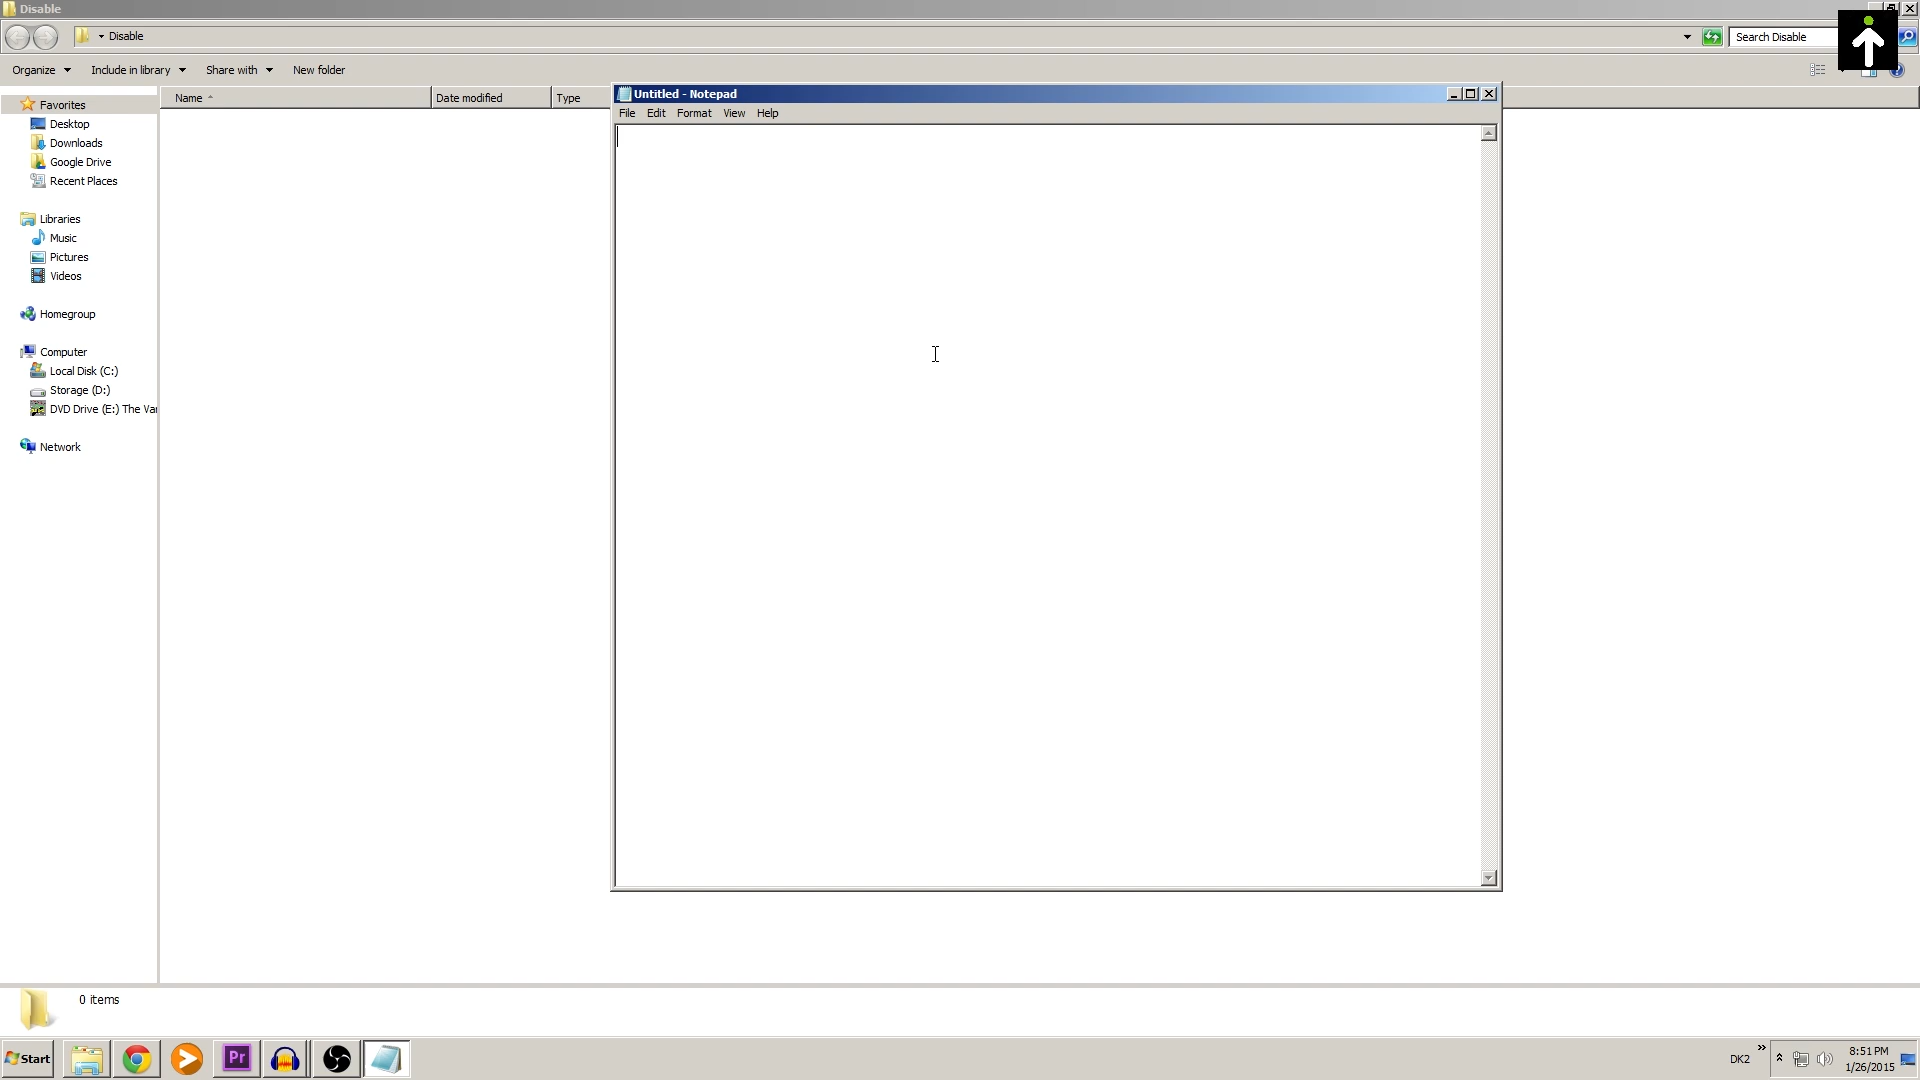 Disable
Disable
Search Disable
Organize
Include in library
Share with
New folder
Name
Date modified
Type
Favorites
Desktop
Downloads
Google Drive
Recent Places
Libraries
Music
Pictures
Videos
Homegroup
Computer
Local Disk (C:)
Storage (D:)
DVD Drive (E:) The Var
Network
Untitled - Notepad
File Edit Format View Help
0 items
Start
Pr
DK2
8:51 PM
1/26/2015